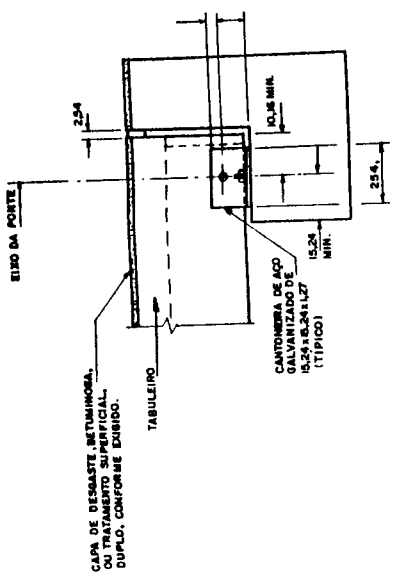 EIXO DA PONTE
2,54
10,16 MIN.
254,
15,24
MIN.
CAPA DE DESGASTE, BETUMINOSA,
OU TRATAMENTO SUPERFICIAL,
DUPLO, CONFORME EXIGIDO.
TABULEIRO
CANTONEIRA DE AÇO
GALVANIZADO DE
15,24 x 15,24 x 1,27
(TIPICO)